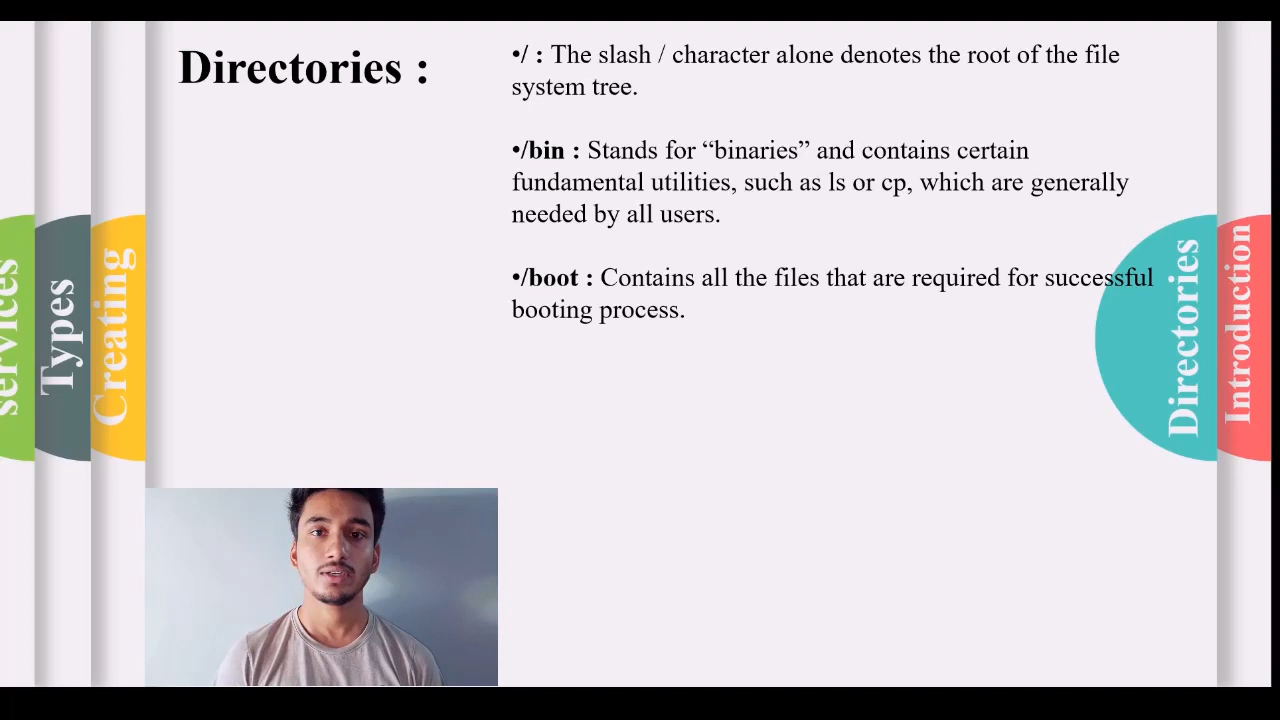 Directories :
•/ : The slash / character alone denotes the root of the file
system tree.
•/bin : Stands for “binaries” and contains certain
fundamental utilities, such as ls or cp, which are generally
needed by all users.
•/boot : Contains all the files that are required for successful
booting process.
services
Types
Creating
Directories
Introduction